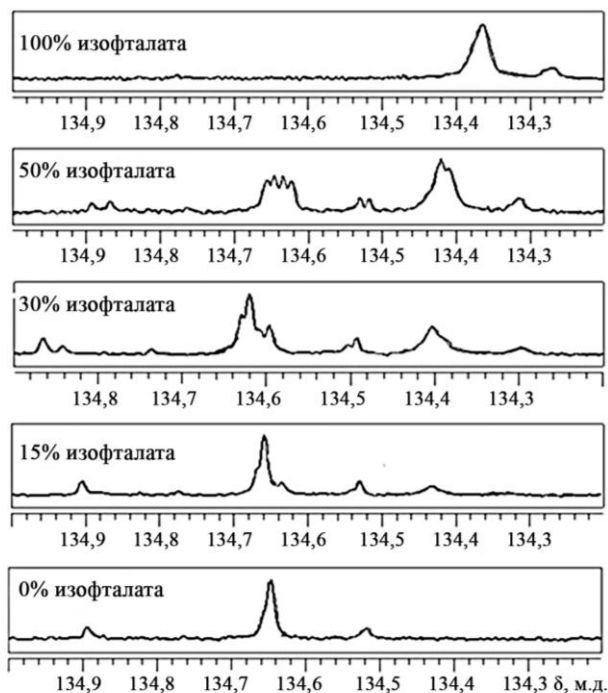 100% изофталата
134,9 134,8 134,7 134,6 134,5 134,4 134,3
50% изофталата
134,9 134,8 134,7 134,6 134,5 134,4 134,3
30% изофталата
134,8 134,7 134,6 134,5 134,4 134,3
15% изофталата
134,9 134,8 134,7 134,6 134,5 134,4 134,3
0% изофталата
134,9 134,8 134,7 134,6 134,5 134,4 134,3 δ, м.д.